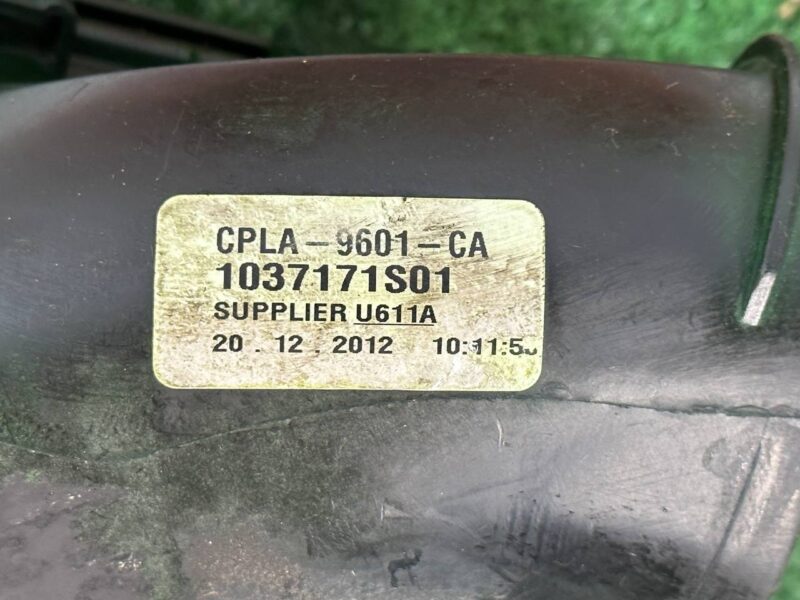 CPLA-9601-CA
1037171S01
SUPPLIER U611A
20.12.2012